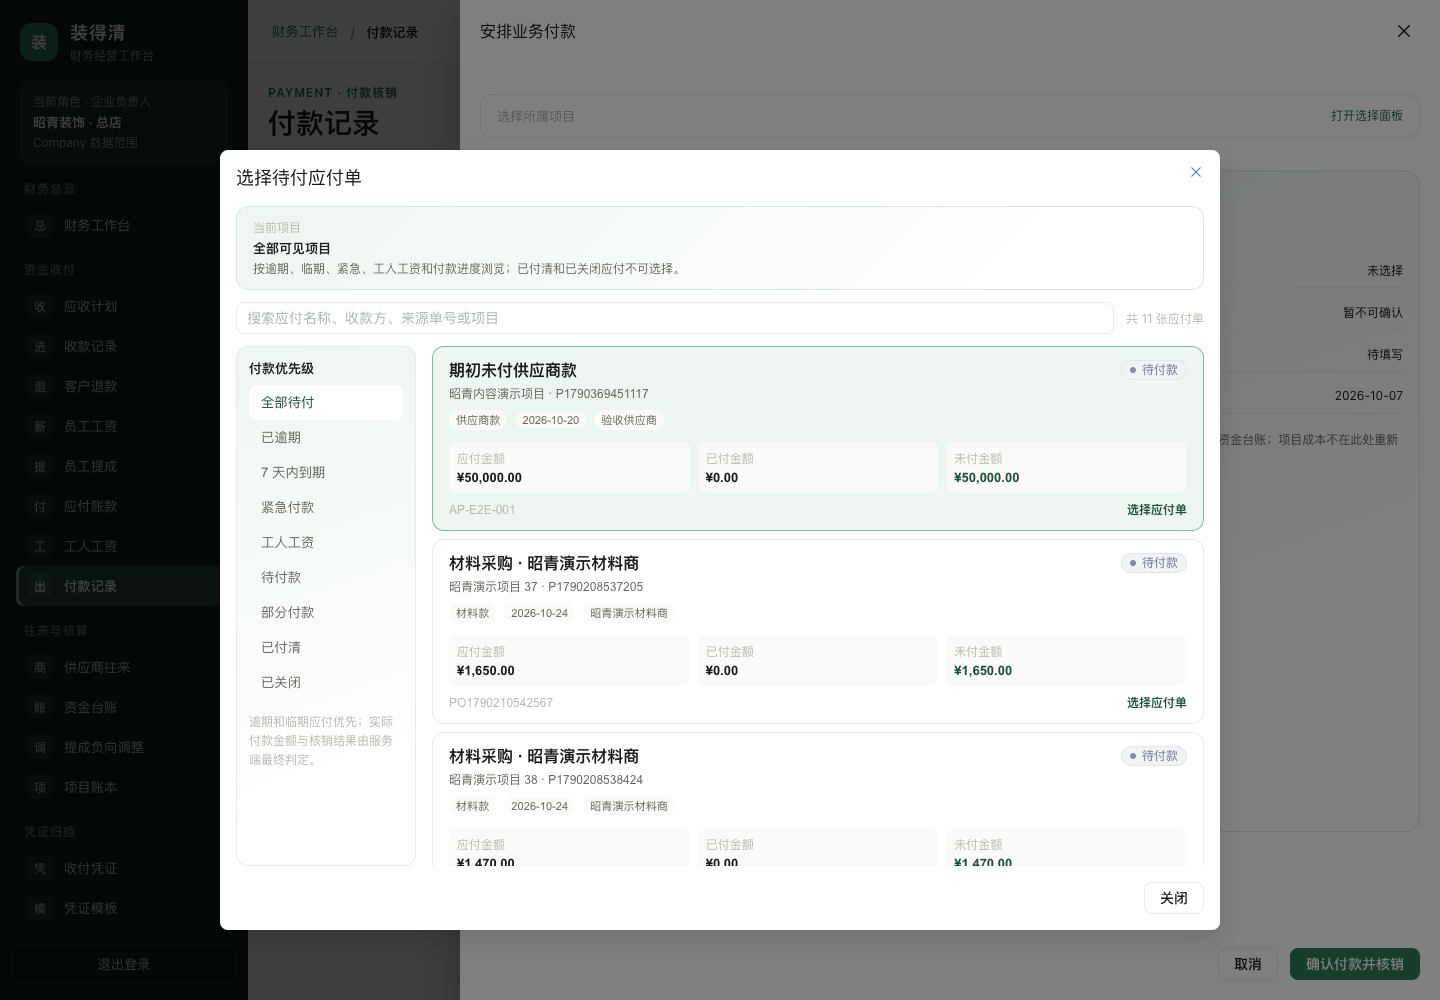 装
装得清
财务经营工作台
当前角色 · 企业负责人
昭青装饰 · 总店
Company 数据范围
财务总览
总 财务工作台
资金收付
收 应收计划
进 收款记录
退 客户退款
薪 员工工资
提 员工提成
付 应付账款
工 工人工资
出 付款记录
往来与核算
商 供应商往来
账 资金台账
调 提成负向调整
项 项目账本
凭证归档
凭 收付凭证
模 凭证模板
退出登录
财务工作台 / 付款记录
PAYMENT · 付款核销
付款记录
安排业务付款
选择所属项目 打开选择面板
未选择
暂不可确认
待填写
2026-10-07
资金台账；项目成本不在此处重新
取消 确认付款并核销
选择待付应付单
当前项目
全部可见项目
按逾期、临期、紧急、工人工资和付款进度浏览；已付清和已关闭应付不可选择。
搜索应付名称、收款方、来源单号或项目 共 11 张应付单
付款优先级
全部待付
已逾期
7 天内到期
紧急付款
工人工资
待付款
部分付款
已付清
已关闭
逾期和临期应付优先；实际
付款金额与核销结果由服务
端最终判定。
期初未付供应商款 待付款
昭青内容演示项目 · P1790369451117
供应商款 2026-10-20 验收供应商
应付金额 已付金额 未付金额
¥50,000.00 ¥0.00 ¥50,000.00
AP-E2E-001 选择应付单
材料采购 · 昭青演示材料商 待付款
昭青演示项目 37 · P1790208537205
材料款 2026-10-24 昭青演示材料商
应付金额 已付金额 未付金额
¥1,650.00 ¥0.00 ¥1,650.00
PO1790210542567 选择应付单
材料采购 · 昭青演示材料商 待付款
昭青演示项目 38 · P1790208538424
材料款 2026-10-24 昭青演示材料商
应付金额 已付金额 未付金额
¥1,470.00 ¥0.00 ¥1,470.00
关闭